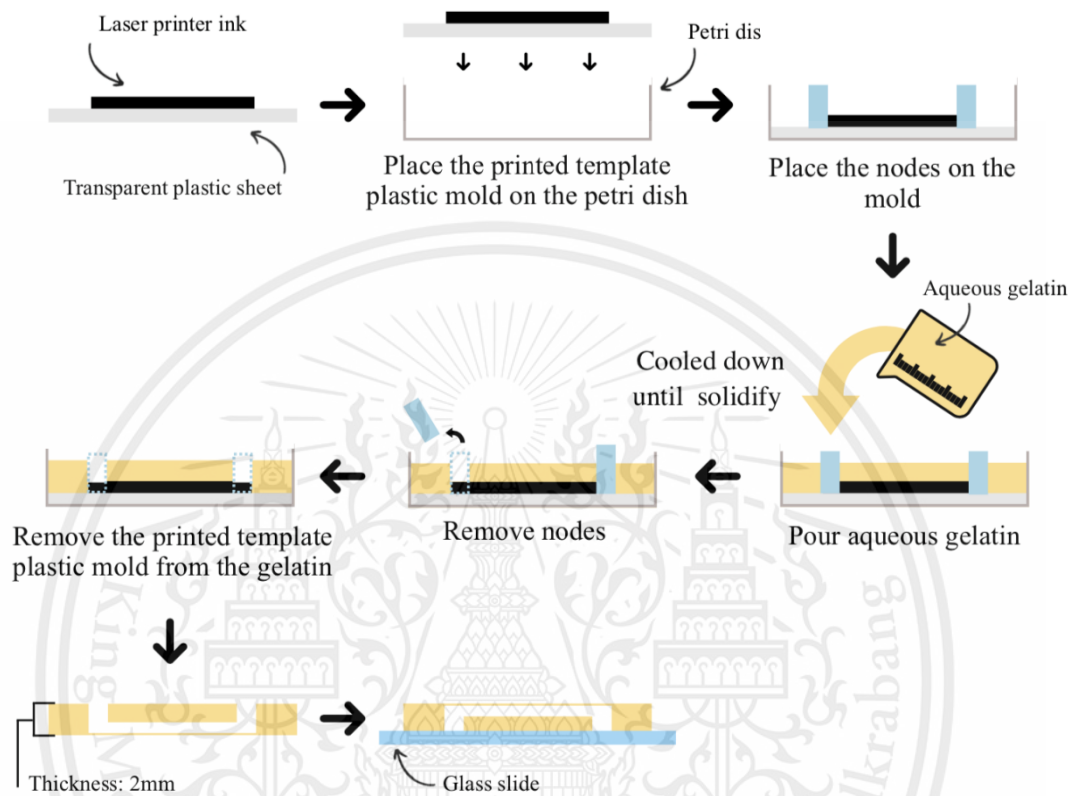 Laser printer ink
Transparent plastic sheet
Petri dis
Place the printed template
plastic mold on the petri dish
Place the nodes on the
mold
Aqueous gelatin
Cooled down
until solidify
Pour aqueous gelatin
Remove nodes
Remove the printed template
plastic mold from the gelatin
Thickness: 2mm
Glass slide
King M
lkrabang